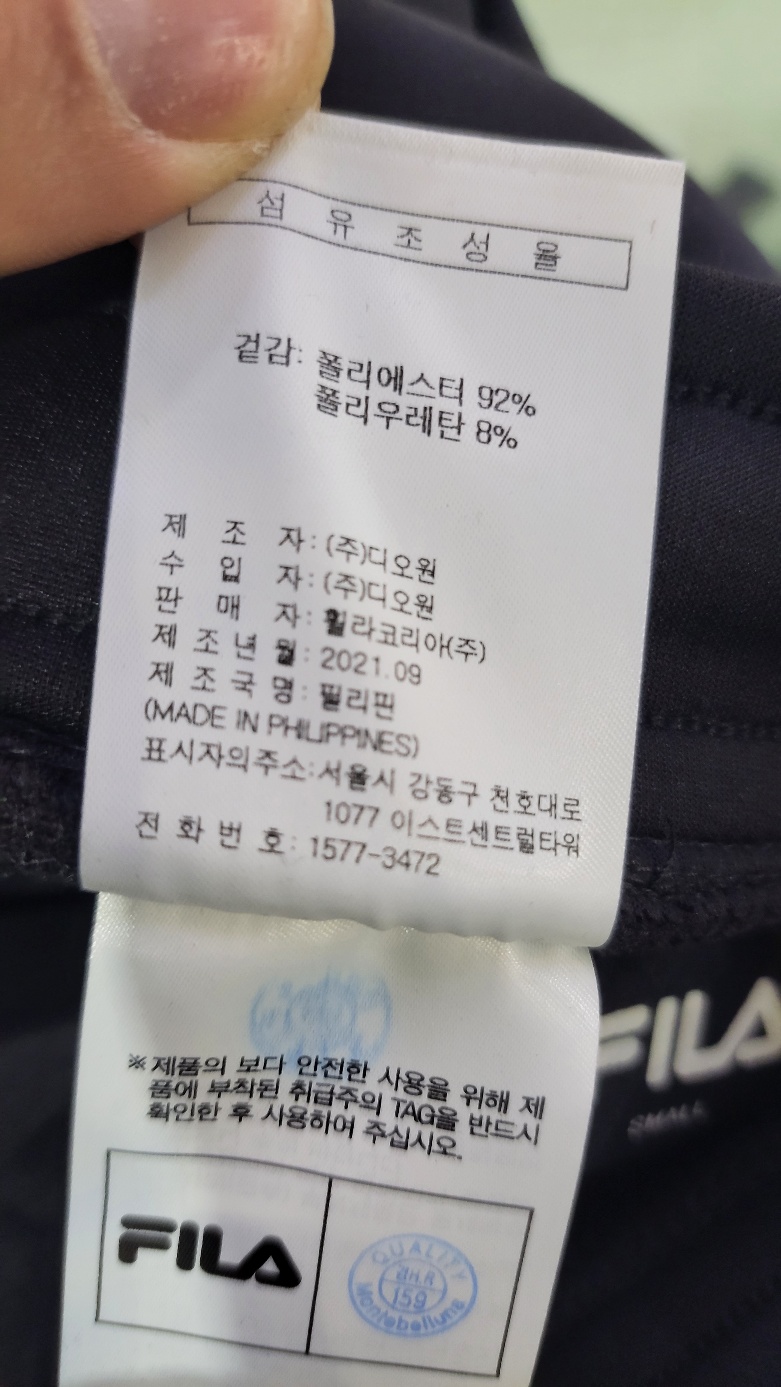 섬유조성율
겉감: 폴리에스터 92%
폴리우레탄 8%
제 조 자: (주)디오원
수 입 자: (주)디오원
판 매 자: 휠라코리아(주)
제 조 년 월: 2021.09
제 조 국 명: 필리핀
(MADE IN PHILIPPINES)
표시자의주소: 서울시 강동구 천호대로
1077 이스트센트럴타워
전 화 번 호: 1577-3472
※ 제품의 보다 안전한 사용을 위해 제
품에 부착된 취급주의 TAG을 반드시
확인한 후 사용하여 주십시오.
FILA
SMALL
FILA
QUALITY
159
Montebelluna